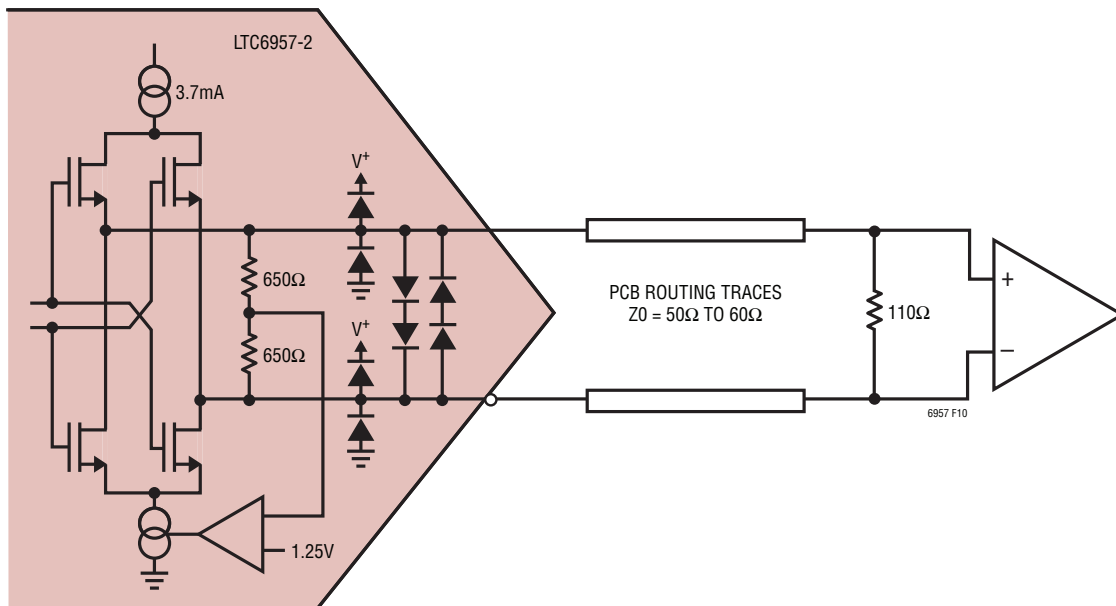 LTC6957-2
3.7mA
V+
650Ω
650Ω
V+
1.25V
PCB ROUTING TRACES
Z0 = 50Ω TO 60Ω
110Ω
+
−
6957 F10